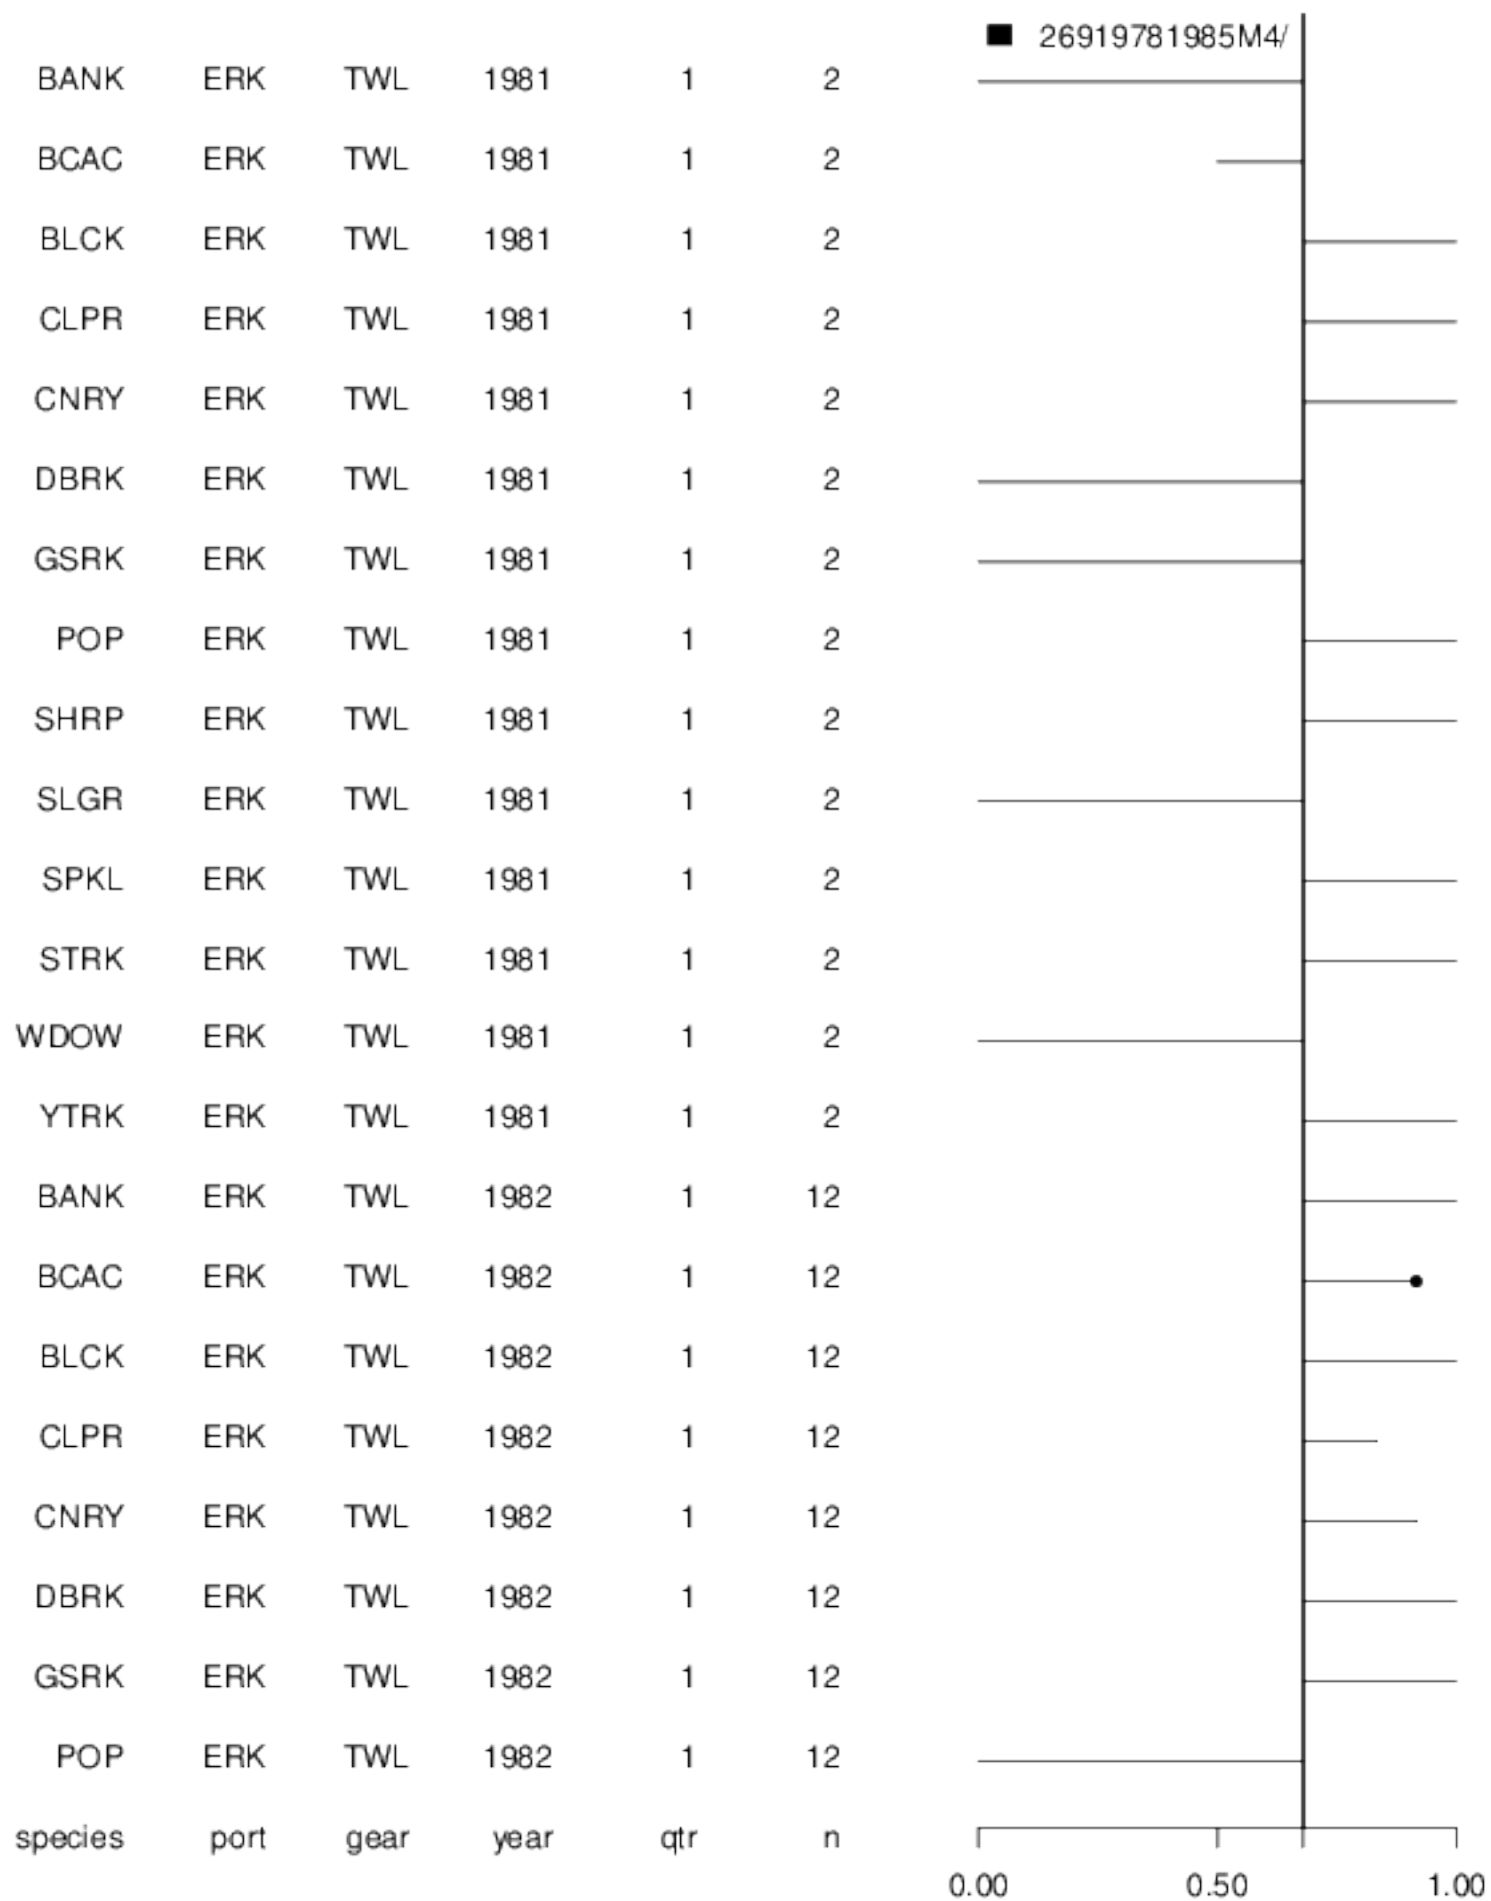 26919781985M4/
BANK ERK TWL 1981 1 2
BCAC ERK TWL 1981 1 2
BLCK ERK TWL 1981 1 2
CLPR ERK TWL 1981 1 2
CNRY ERK TWL 1981 1 2
DBRK ERK TWL 1981 1 2
GSRK ERK TWL 1981 1 2
POP ERK TWL 1981 1 2
SHRP ERK TWL 1981 1 2
SLGR ERK TWL 1981 1 2
SPKL ERK TWL 1981 1 2
STRK ERK TWL 1981 1 2
WDOW ERK TWL 1981 1 2
YTRK ERK TWL 1981 1 2
BANK ERK TWL 1982 1 12
BCAC ERK TWL 1982 1 12
BLCK ERK TWL 1982 1 12
CLPR ERK TWL 1982 1 12
CNRY ERK TWL 1982 1 12
DBRK ERK TWL 1982 1 12
GSRK ERK TWL 1982 1 12
POP ERK TWL 1982 1 12
species port gear year qtr n
0.00 0.50 1.00